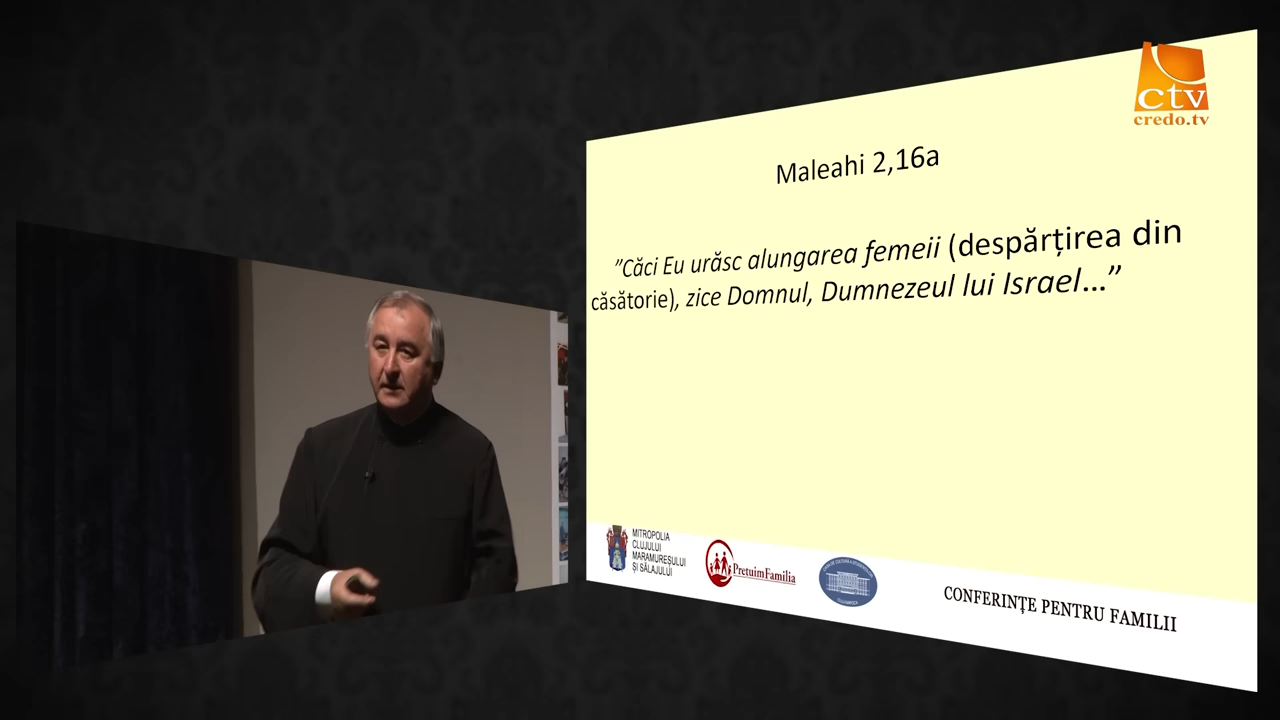 ctv
credo.tv
Maleahi 2,16a
”Căci Eu urăsc alungarea femeii (despărțirea din
căsătorie), zice Domnul, Dumnezeul lui Israel...”
MITROPOLIA
CLUJULUI
MARAMUREȘULUI
ȘI SĂLAJULUI
PretuimFamilia
CONFERINȚE PENTRU FAMILII